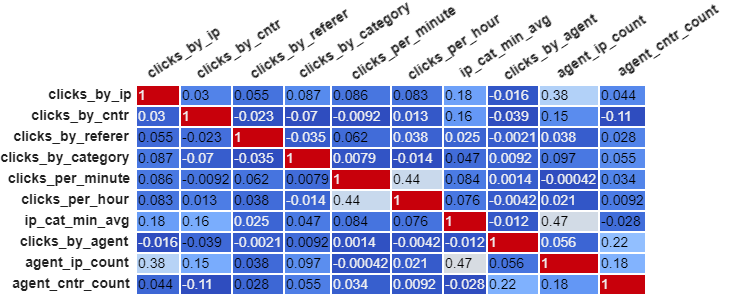 clicks_by_ip clicks_by_cntr clicks_by_referer clicks_by_category clicks_per_minute clicks_per_hour ip_cat_min_avg clicks_by_agent agent_ip_count agent_cntr_count
clicks_by_ip 1 0.03 0.055 0.087 0.086 0.083 0.18 -0.016 0.38 0.044
clicks_by_cntr 0.03 1 -0.023 -0.07 -0.0092 0.013 0.16 -0.039 0.15 -0.11
clicks_by_referer 0.055 -0.023 1 -0.035 0.062 0.038 0.025 -0.0021 0.038 0.028
clicks_by_category 0.087 -0.07 -0.035 1 0.0079 -0.014 0.047 0.0092 0.097 0.055
clicks_per_minute 0.086 -0.0092 0.062 0.0079 1 0.44 0.084 0.0014 -0.00042 0.034
clicks_per_hour 0.083 0.013 0.038 -0.014 0.44 1 0.076 -0.0042 0.021 0.0092
ip_cat_min_avg 0.18 0.16 0.025 0.047 0.084 0.076 1 -0.012 0.47 -0.028
clicks_by_agent -0.016 -0.039 -0.0021 0.0092 0.0014 -0.0042 -0.012 1 0.056 0.22
agent_ip_count 0.38 0.15 0.038 0.097 -0.00042 0.021 0.47 0.056 1 0.18
agent_cntr_count 0.044 -0.11 0.028 0.055 0.034 0.0092 -0.028 0.22 0.18 1